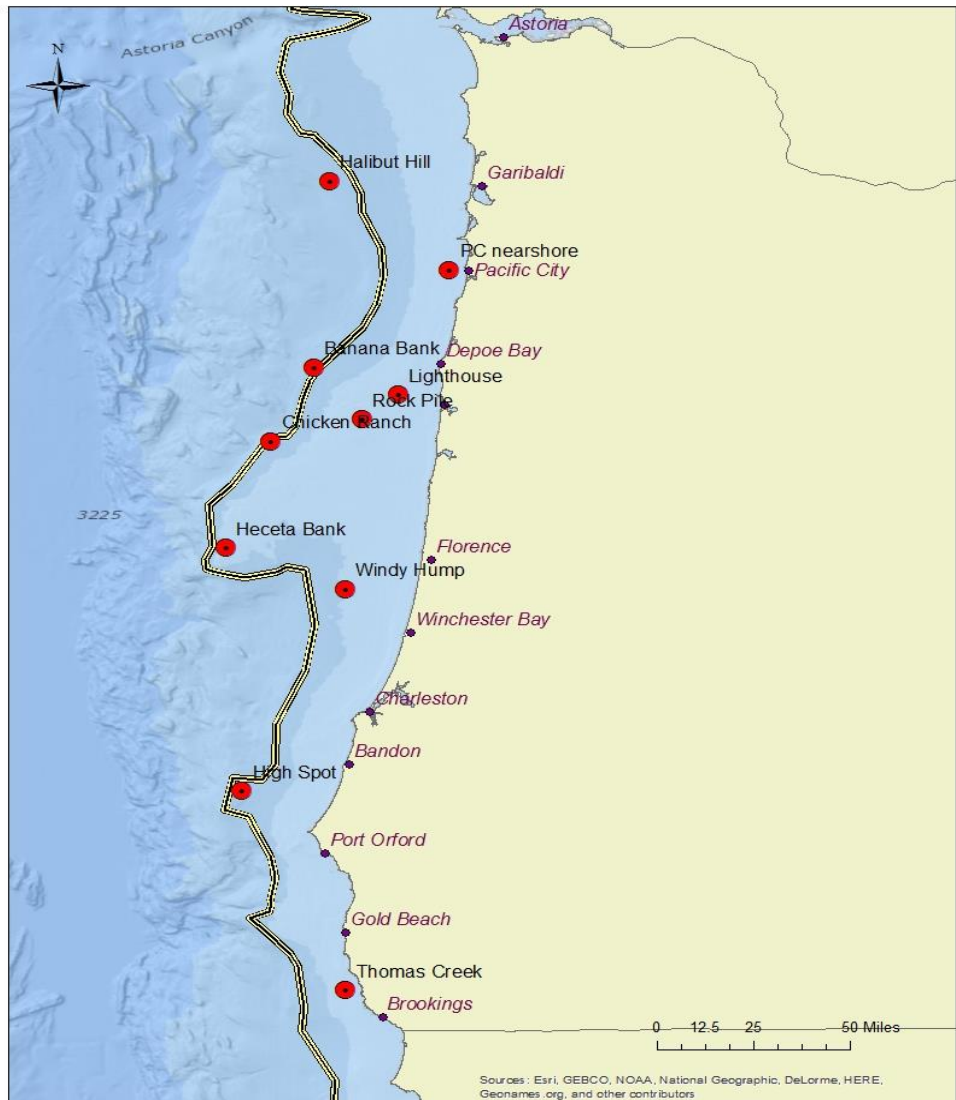 Astoria Canyon
Astoria
N
Halibut Hill
Garibaldi
PC nearshore
Pacific City
Banana Bank
Depoe Bay
Lighthouse
Rock Pile
Chicken Ranch
3225
Heceta Bank
Florence
Windy Hump
Winchester Bay
Charleston
Bandon
High Spot
Port Orford
Gold Beach
Thomas Creek
Brookings
0 12.5 25 50 Miles
Sources: Esri, GEBCO, NOAA, National Geographic, DeLorme, HERE,
Geonames.org, and other contributors